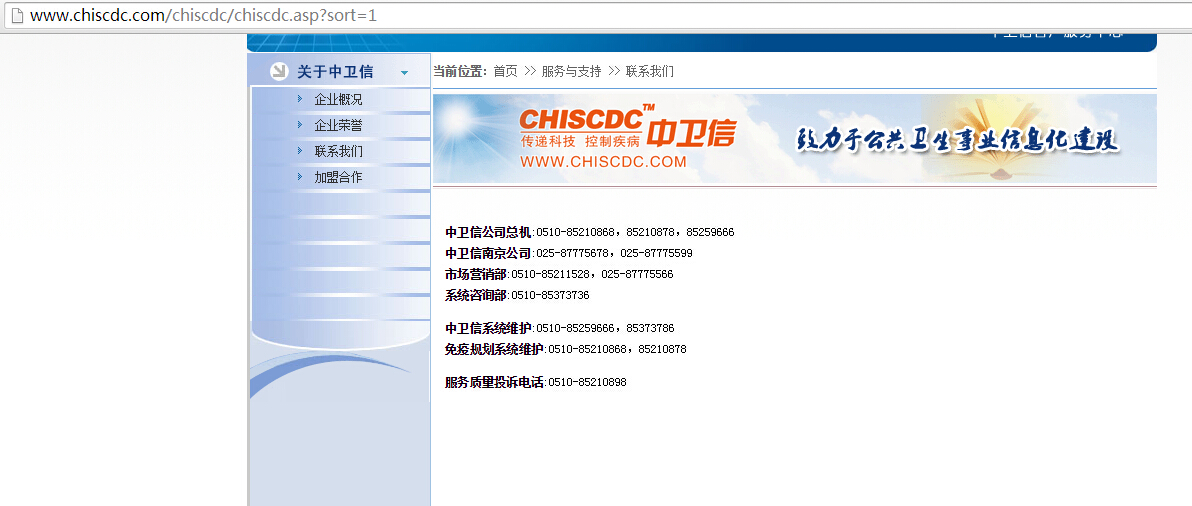 www.chiscdc.com/chiscdc/chiscdc.asp?sort=1
关于中卫信
企业概况
企业荣誉
联系我们
加盟合作
当前位置：首页 >> 服务与支持 >> 联系我们
CHISCDC™ 中卫信
传递科技 控制疾病
WWW.CHISCDC.COM
致力于公共卫生事业信息化建设
中卫信公司总机:0510-85210868，85210878，85259666
中卫信南京公司:025-87775678，025-87775599
市场营销部:0510-85211528，025-87775566
系统咨询部:0510-85373736
中卫信系统维护:0510-85259666，85373786
免疫规划系统维护:0510-85210868，85210878
服务质量投诉电话:0510-85210898